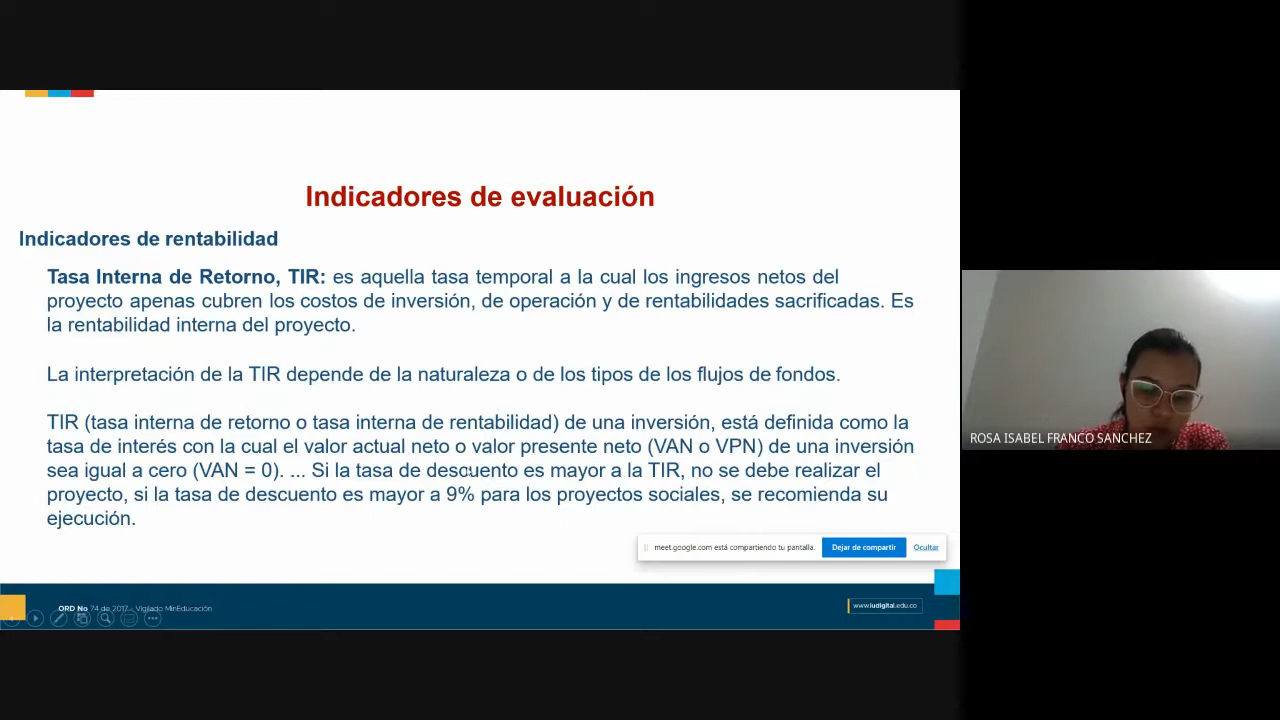 Indicadores de evaluación
Indicadores de rentabilidad
Tasa Interna de Retorno, TIR: es aquella tasa temporal a la cual los ingresos netos del
proyecto apenas cubren los costos de inversión, de operación y de rentabilidades sacrificadas. Es
la rentabilidad interna del proyecto.
La interpretación de la TIR depende de la naturaleza o de los tipos de los flujos de fondos.
TIR (tasa interna de retorno o tasa interna de rentabilidad) de una inversión, está definida como la
tasa de interés con la cual el valor actual neto o valor presente neto (VAN o VPN) de una inversión
sea igual a cero (VAN = 0). ... Si la tasa de descuento es mayor a la TIR, no se debe realizar el
proyecto, si la tasa de descuento es mayor a 9% para los proyectos sociales, se recomienda su
ejecución.
meet.google.com está compartiendo tu pantalla.
Dejar de compartir
Ocultar
ORD No 74 de 2017 - Vigilado MinEducación
www.iudigital.edu.co
ROSA ISABEL FRANCO SANCHEZ